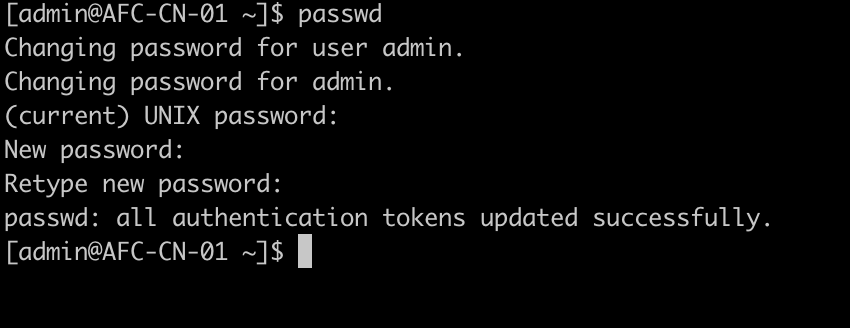 [admin@AFC-CN-01 ~]$ passwd
Changing password for user admin.
Changing password for admin.
(current) UNIX password:
New password:
Retype new password:
passwd: all authentication tokens updated successfully.
[admin@AFC-CN-01 ~]$